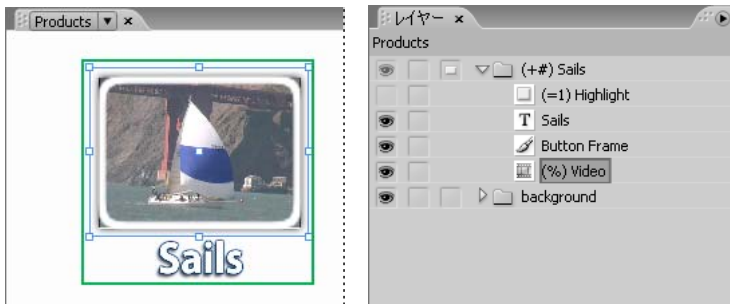 Products
Sails
レイヤー
Products
(+#) Sails
(=1) Highlight
T Sails
Button Frame
(%) Video
background